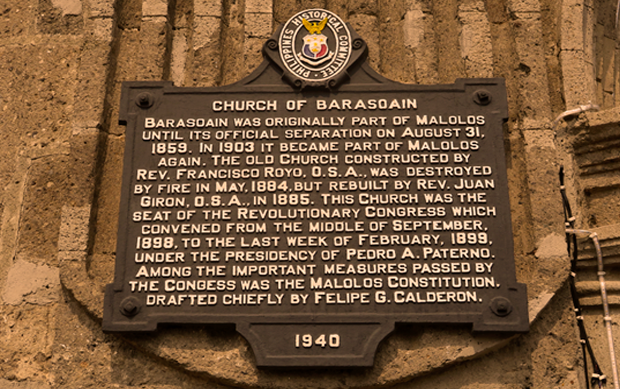 PHILIPPINES HISTORICAL COMMITTEE
CHURCH OF BARASOAIN
BARASOAIN WAS ORIGINALLY PART OF MALOLOS
UNTIL ITS OFFICIAL SEPARATION ON AUGUST 31,
1859. IN 1903 IT BECAME PART OF MALOLOS
AGAIN. THE OLD CHURCH CONSTRUCTED BY
REV. FRANCISCO ROYO, O.S.A., WAS DESTROYED
BY FIRE IN MAY, 1884, BUT REBUILT BY REV. JUAN
GIRON, O.S.A., IN 1885. THIS CHURCH WAS THE
SEAT OF THE REVOLUTIONARY CONGRESS WHICH
CONVENED FROM THE MIDDLE OF SEPTEMBER,
1898, TO THE LAST WEEK OF FEBRUARY, 1899,
UNDER THE PRESIDENCY OF PEDRO A. PATERNO.
AMONG THE IMPORTANT MEASURES PASSED BY
THE CONGESS WAS THE MALOLOS CONSTITUTION,
DRAFTED CHIEFLY BY FELIPE G. CALDERON.
1940